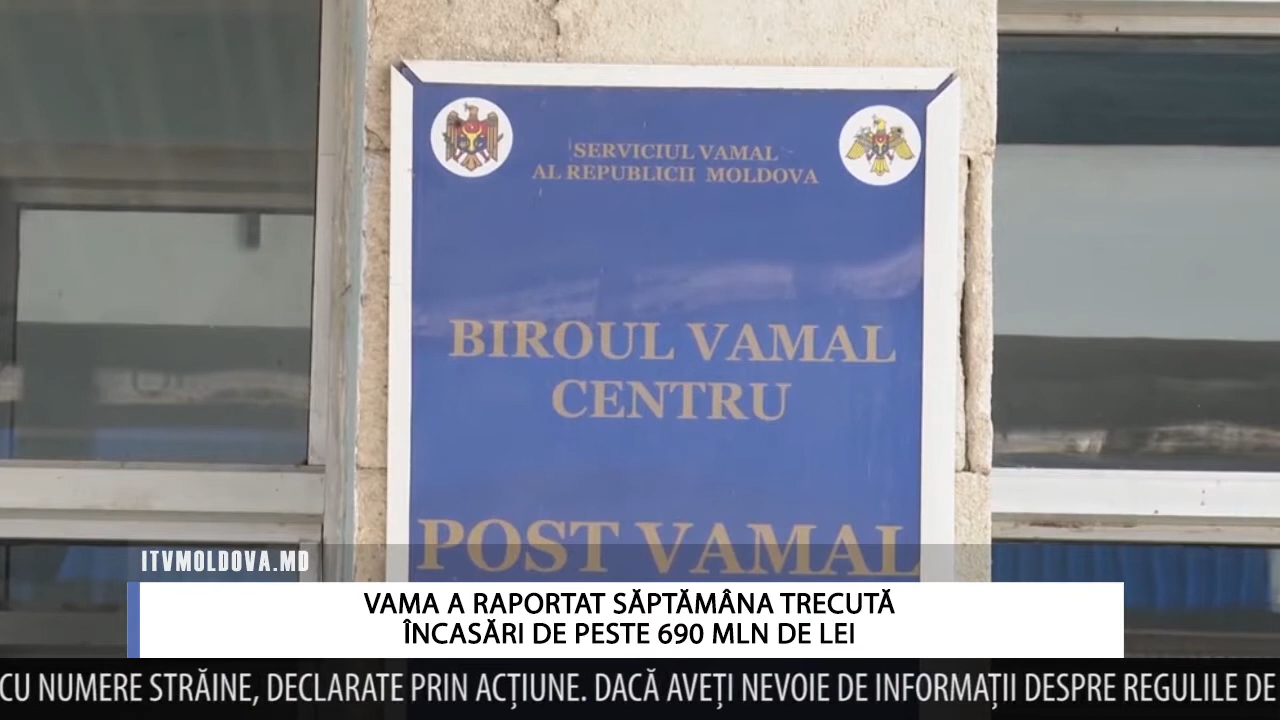 SERVICIUL VAMAL
AL REPUBLICII MOLDOVA
BIROUL VAMAL
CENTRU
POST VAMAL
ITVMOLDOVA.MD
VAMA A RAPORTAT SĂPTĂMÂNA TRECUTĂ
ÎNCASĂRI DE PESTE 690 MLN DE LEI
CU NUMERE STRĂINE, DECLARATE PRIN ACȚIUNE. DACĂ AVEȚI NEVOIE DE INFORMAȚII DESPRE REGULILE DE